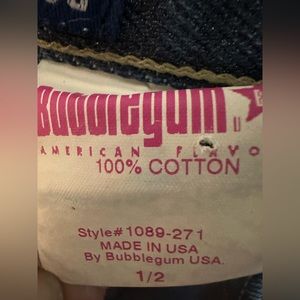 Bubblegum
AMERICAN FLAVO
100% COTTON
Style#1089-271
MADE IN USA
By Bubblegum USA.
1/2